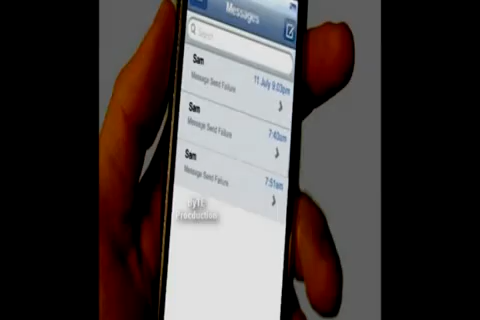 Messages
Search
Sam
11 July 9:03pm
Message Send Failure
Sam
7:43am
Message Send Failure
Sam
7:51am
Message Send Failure
Production